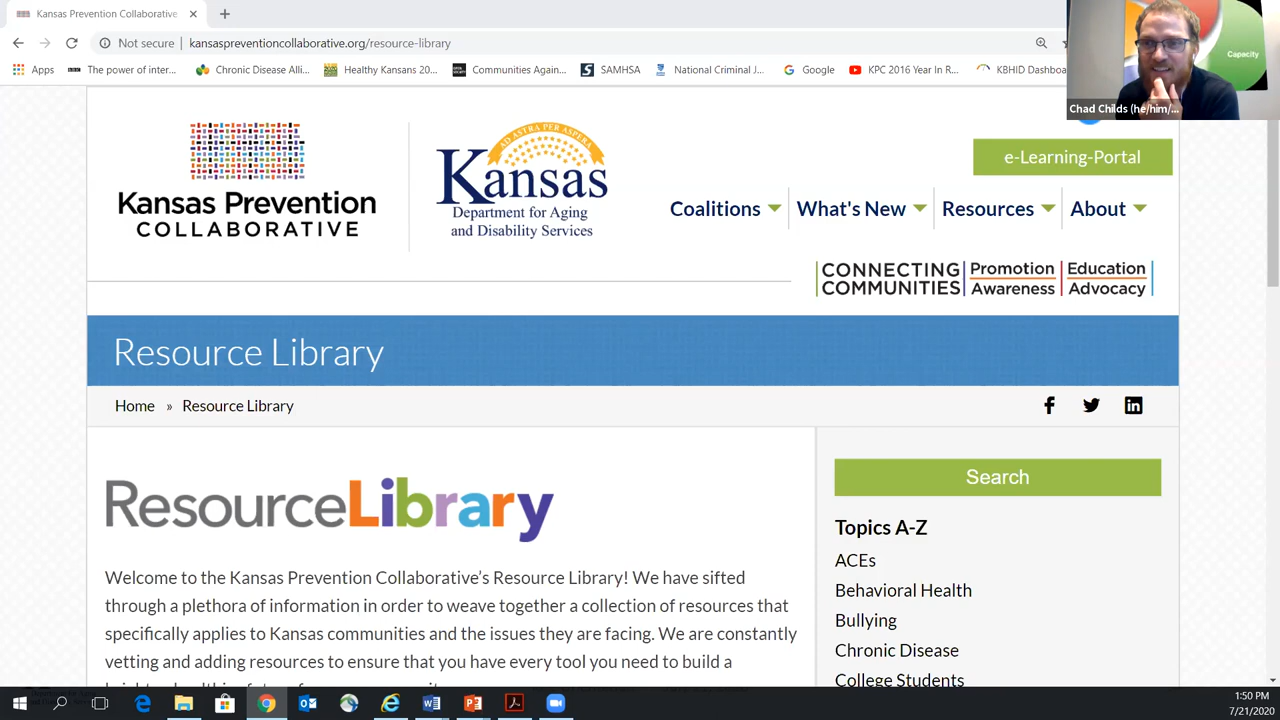 Kansas Prevention Collaborative
Not secure
kansaspreventioncollaborative.org/resource-library
Apps
The power of inter...
Chronic Disease Alli...
Healthy Kansans 20...
Communities Again...
SAMHSA
National Criminal J...
Google
KPC 2016 Year In R...
KBHID Dashboa
Capacity
Chad Childs (he/him/...
Kansas Prevention
COLLABORATIVE
AD ASTRA PER ASPERA
Kansas
Department for Aging
and Disability Services
e-Learning-Portal
Coalitions
What's New
Resources
About
CONNECTING
COMMUNITIES
Promotion
Awareness
Education
Advocacy
Resource Library
Home » Resource Library
ResourceLibrary
Welcome to the Kansas Prevention Collaborative’s Resource Library! We have sifted
through a plethora of information in order to weave together a collection of resources that
specifically applies to Kansas communities and the issues they are facing. We are constantly
vetting and adding resources to ensure that you have every tool you need to build a
Search
Topics A-Z
ACEs
Behavioral Health
Bullying
Chronic Disease
College Students
1:50 PM
7/21/2020